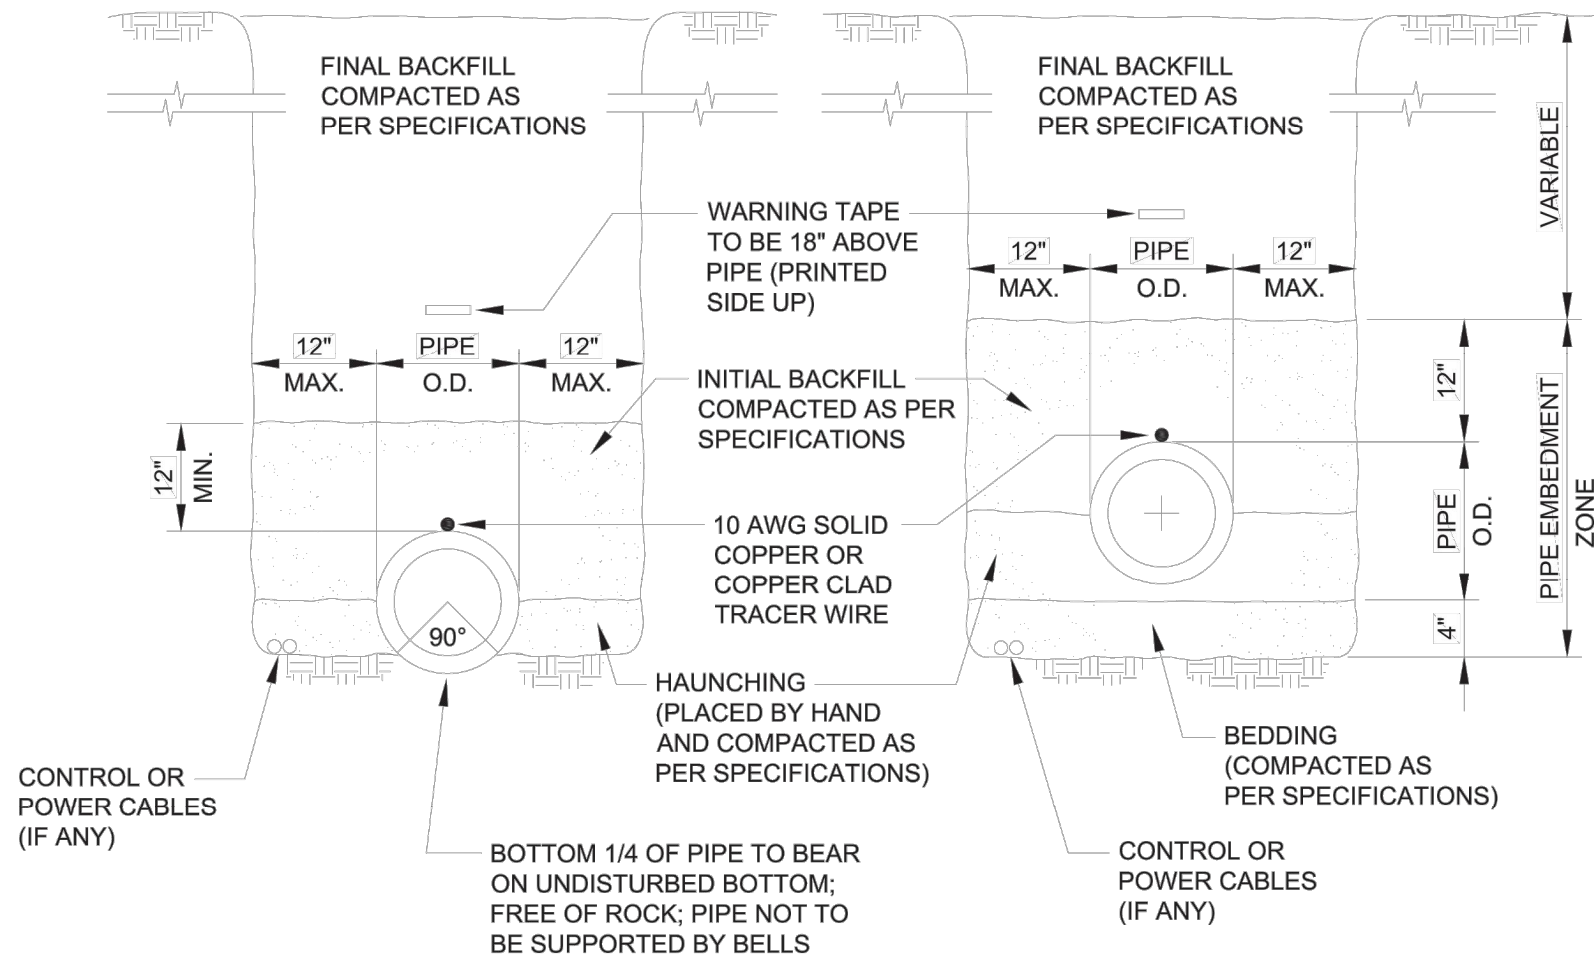 FINAL BACKFILL
COMPACTED AS
PER SPECIFICATIONS
FINAL BACKFILL
COMPACTED AS
PER SPECIFICATIONS
VARIABLE
WARNING TAPE
TO BE 18" ABOVE
PIPE (PRINTED
SIDE UP)
12"
MAX.
PIPE
O.D.
12"
MAX.
12"
MAX.
PIPE
O.D.
12"
MAX.
INITIAL BACKFILL
COMPACTED AS PER
SPECIFICATIONS
12"
MIN.
12"
PIPE
O.D.
4"
PIPE EMBEDMENT
ZONE
10 AWG SOLID
COPPER OR
COPPER CLAD
TRACER WIRE
90°
HAUNCHING
(PLACED BY HAND
AND COMPACTED AS
PER SPECIFICATIONS)
BEDDING
(COMPACTED AS
PER SPECIFICATIONS)
CONTROL OR
POWER CABLES
(IF ANY)
BOTTOM 1/4 OF PIPE TO BEAR
ON UNDISTURBED BOTTOM;
FREE OF ROCK; PIPE NOT TO
BE SUPPORTED BY BELLS
CONTROL OR
POWER CABLES
(IF ANY)